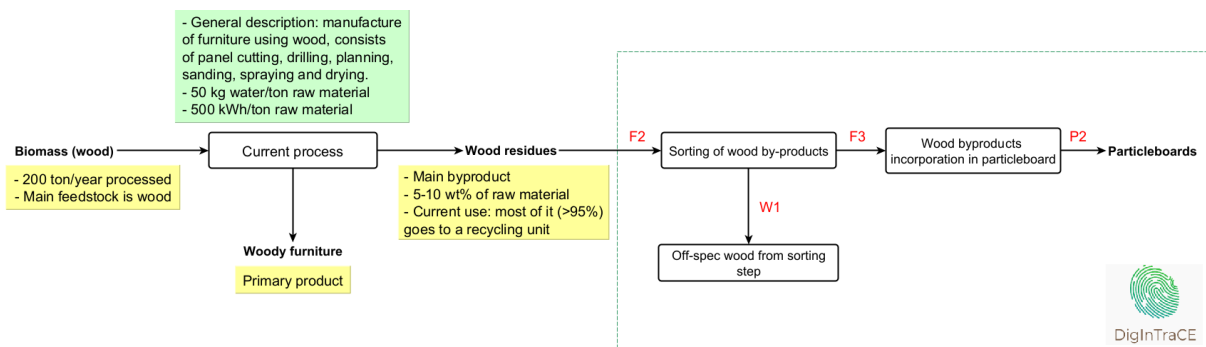 - General description: manufacture
of furniture using wood, consists
of panel cutting, drilling, planning,
sanding, spraying and drying.
- 50 kg water/ton raw material
- 500 kWh/ton raw material
Biomass (wood)
- 200 ton/year processed
- Main feedstock is wood
Current process
Woody furniture
Primary product
Wood residues
- Main byproduct
- 5-10 wt% of raw material
- Current use: most of it (>95%)
goes to a recycling unit
F2
Sorting of wood by-products
W1
Off-spec wood from sorting
step
F3
Wood byproducts
incorporation in particleboard
P2
Particleboards
DigInTraCE